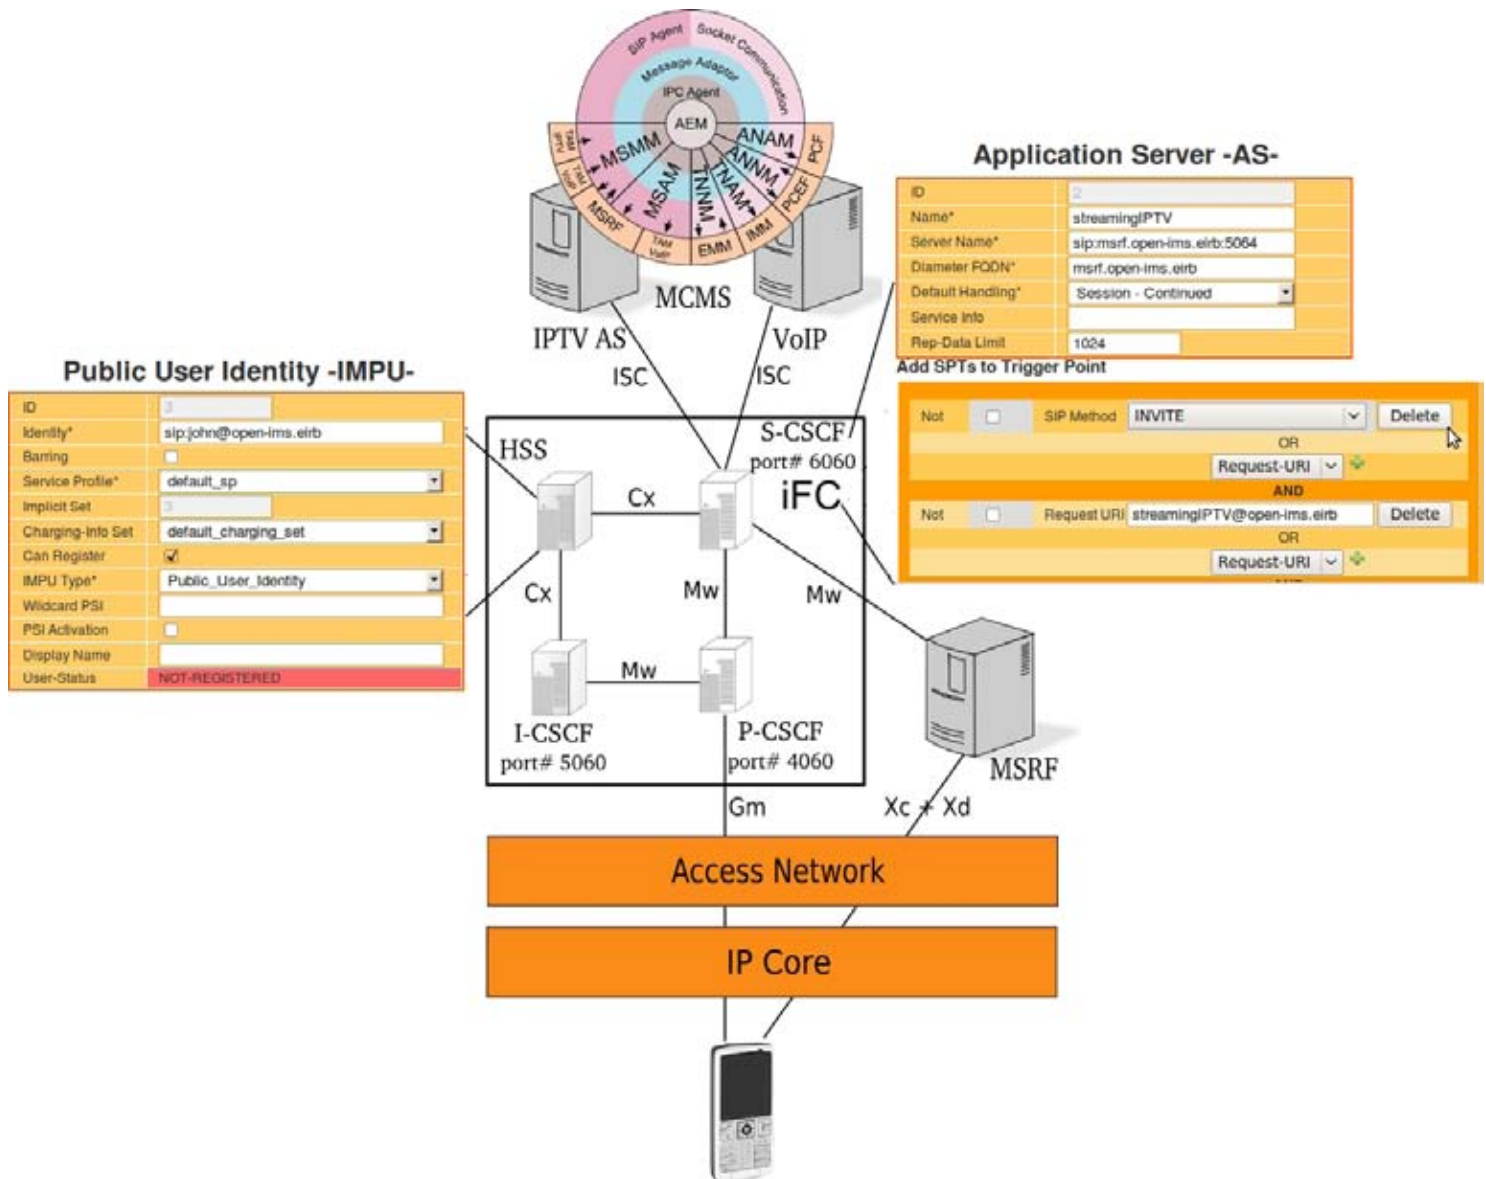 SIP Agent
Socket Communication
Message Adaptor
IPC Agent
AEM
MSMM
MSAM
TNNM
TNAM
ANNM
ANAM
TAM IPTV
TAM VoIP
MSRF
TAM VoIP
EMM
IMM
PCEF
PCF
MCMS
IPTV AS
VoIP
ISC
ISC
Application Server -AS-
ID 2
Name* streamingIPTV
Server Name* sip:msrf.open-ims.eirb:5064
Diameter FQDN* msrf.open-ims.eirb
Default Handling* Session - Continued
Service Info
Rep-Data Limit 1024
Add SPTs to Trigger Point
Not SIP Method INVITE Delete
OR
Request-URI
AND
Not Request URI streamingIPTV@open-ims.eirb Delete
OR
Request-URI
Public User Identity -IMPU-
ID 3
Identity* sip:john@open-ims.eirb
Barring
Service Profile* default_sp
Implicit Set 3
Charging-Info Set default_charging_set
Can Register
IMPU Type* Public_User_Identity
Wildcard PSI
PSI Activation
Display Name
User-Status NOT-REGISTERED
HSS
S-CSCF
port# 6060
iFC
Cx
Cx
Mw
Mw
Mw
I-CSCF
port# 5060
P-CSCF
port# 4060
MSRF
Gm
Xc + Xd
Access Network
IP Core